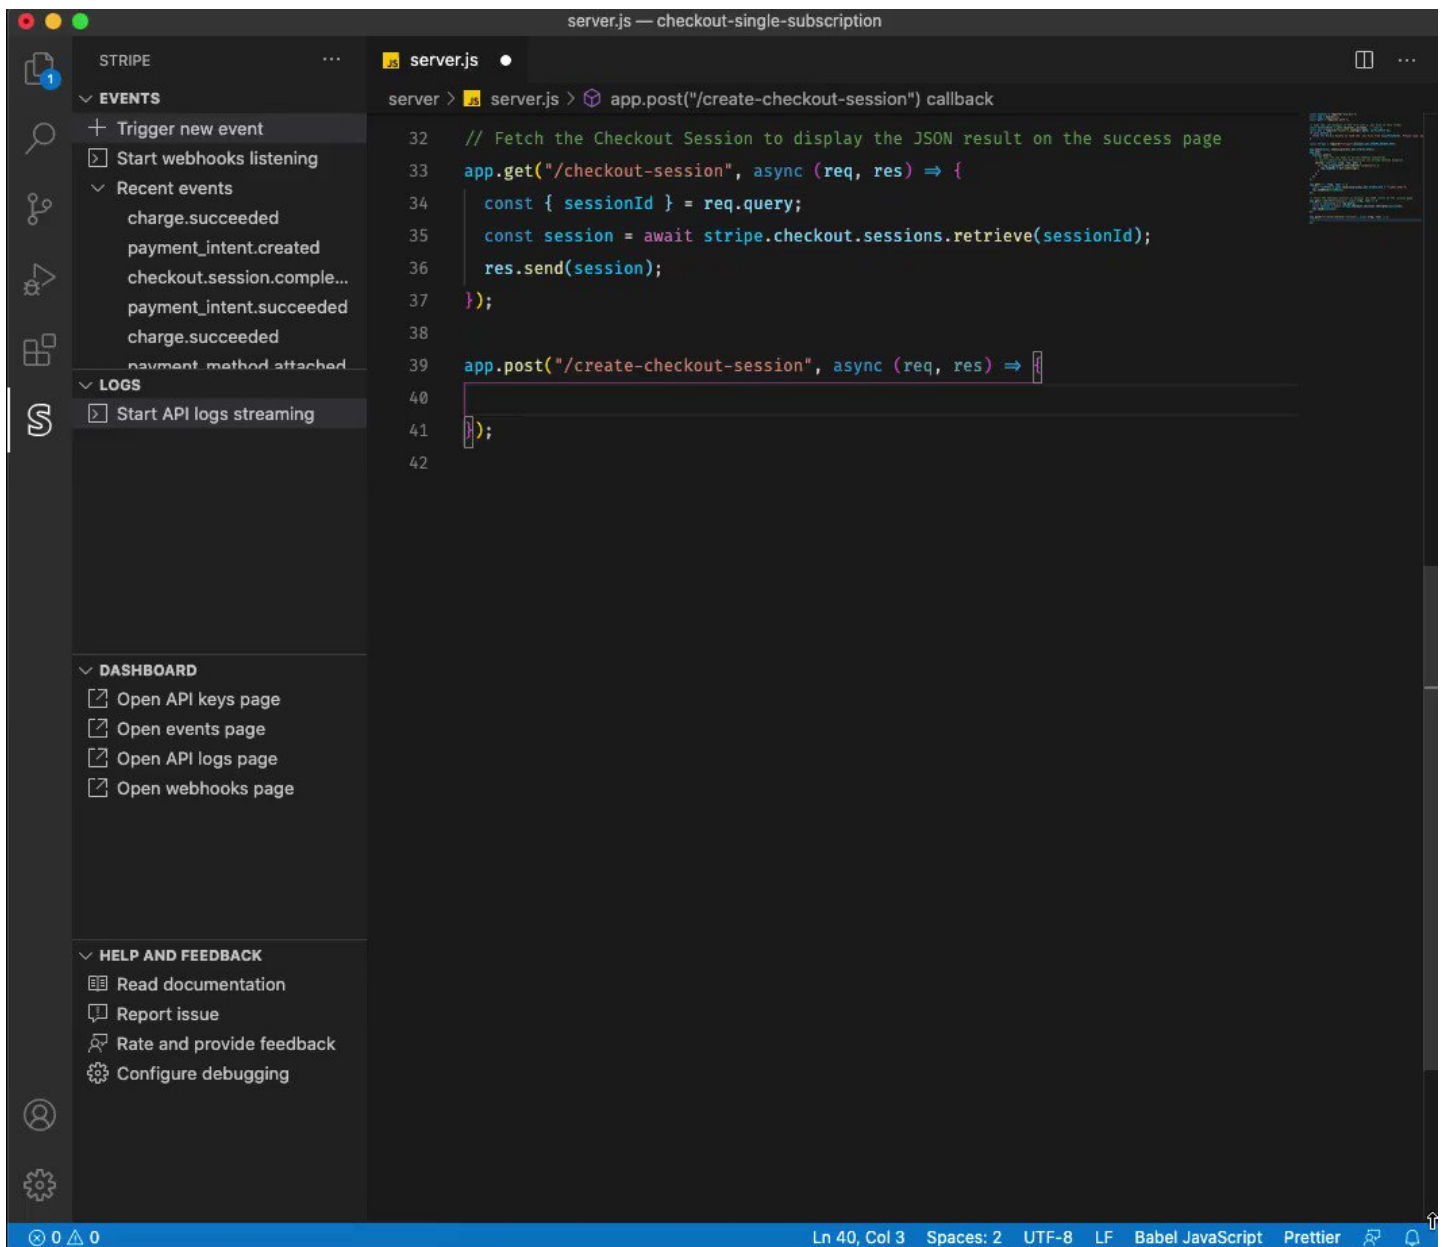 server.js — checkout-single-subscription
STRIPE
···
JS server.js
···
1
EVENTS
server > JS server.js > app.post("/create-checkout-session") callback
Trigger new event
Start webhooks listening
Recent events
charge.succeeded
payment_intent.created
checkout.session.comple...
payment_intent.succeeded
charge.succeeded
payment_method.attached
LOGS
Start API logs streaming
32 // Fetch the Checkout Session to display the JSON result on the success page
33 app.get("/checkout-session", async (req, res) ⇒ {
34 const { sessionId } = req.query;
35 const session = await stripe.checkout.sessions.retrieve(sessionId);
36 res.send(session);
37 });
38
39 app.post("/create-checkout-session", async (req, res) ⇒ {
40
41 });
42
DASHBOARD
Open API keys page
Open events page
Open API logs page
Open webhooks page
HELP AND FEEDBACK
Read documentation
Report issue
Rate and provide feedback
Configure debugging
0 0
Ln 40, Col 3 Spaces: 2 UTF-8 LF Babel JavaScript Prettier